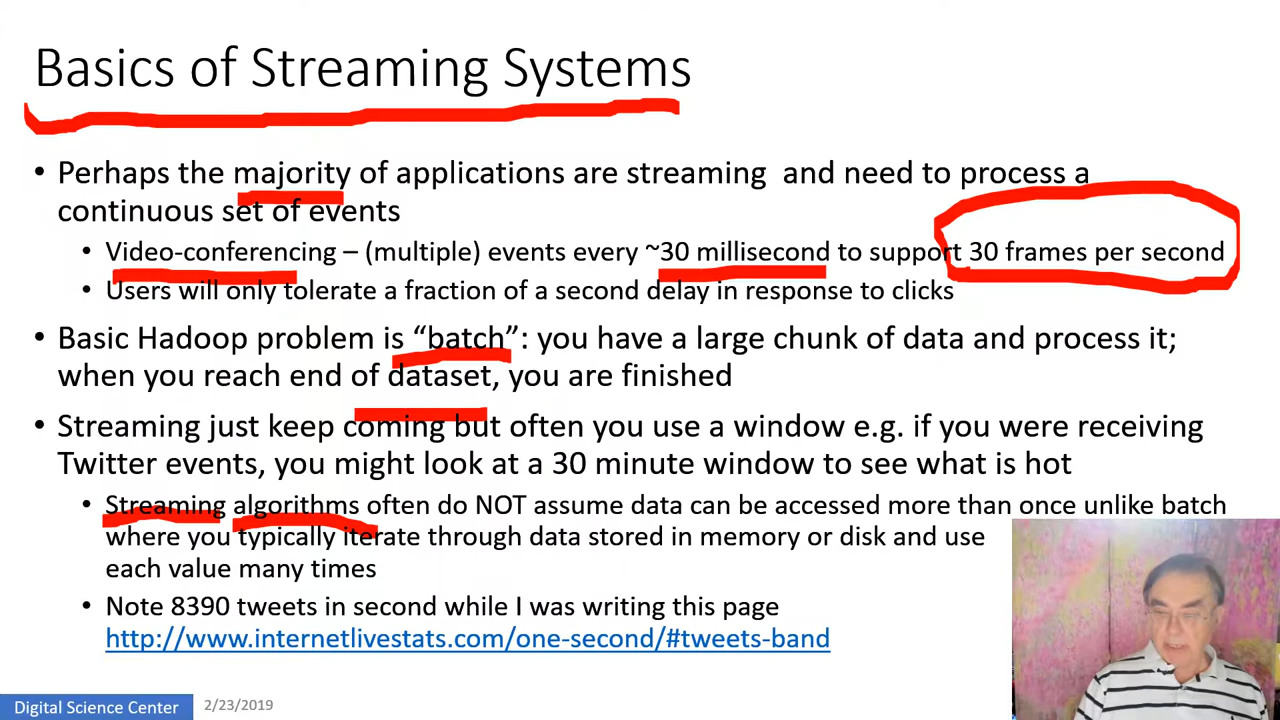 Basics of Streaming Systems
• Perhaps the majority of applications are streaming and need to process a
continuous set of events
• Video-conferencing – (multiple) events every ~30 millisecond to support 30 frames per second
• Users will only tolerate a fraction of a second delay in response to clicks
• Basic Hadoop problem is “batch”: you have a large chunk of data and process it;
when you reach end of dataset, you are finished
• Streaming just keep coming but often you use a window e.g. if you were receiving
Twitter events, you might look at a 30 minute window to see what is hot
• Streaming algorithms often do NOT assume data can be accessed more than once unlike batch
where you typically iterate through data stored in memory or disk and use
each value many times
• Note 8390 tweets in second while I was writing this page
http://www.internetlivestats.com/one-second/#tweets-band
Digital Science Center 2/23/2019